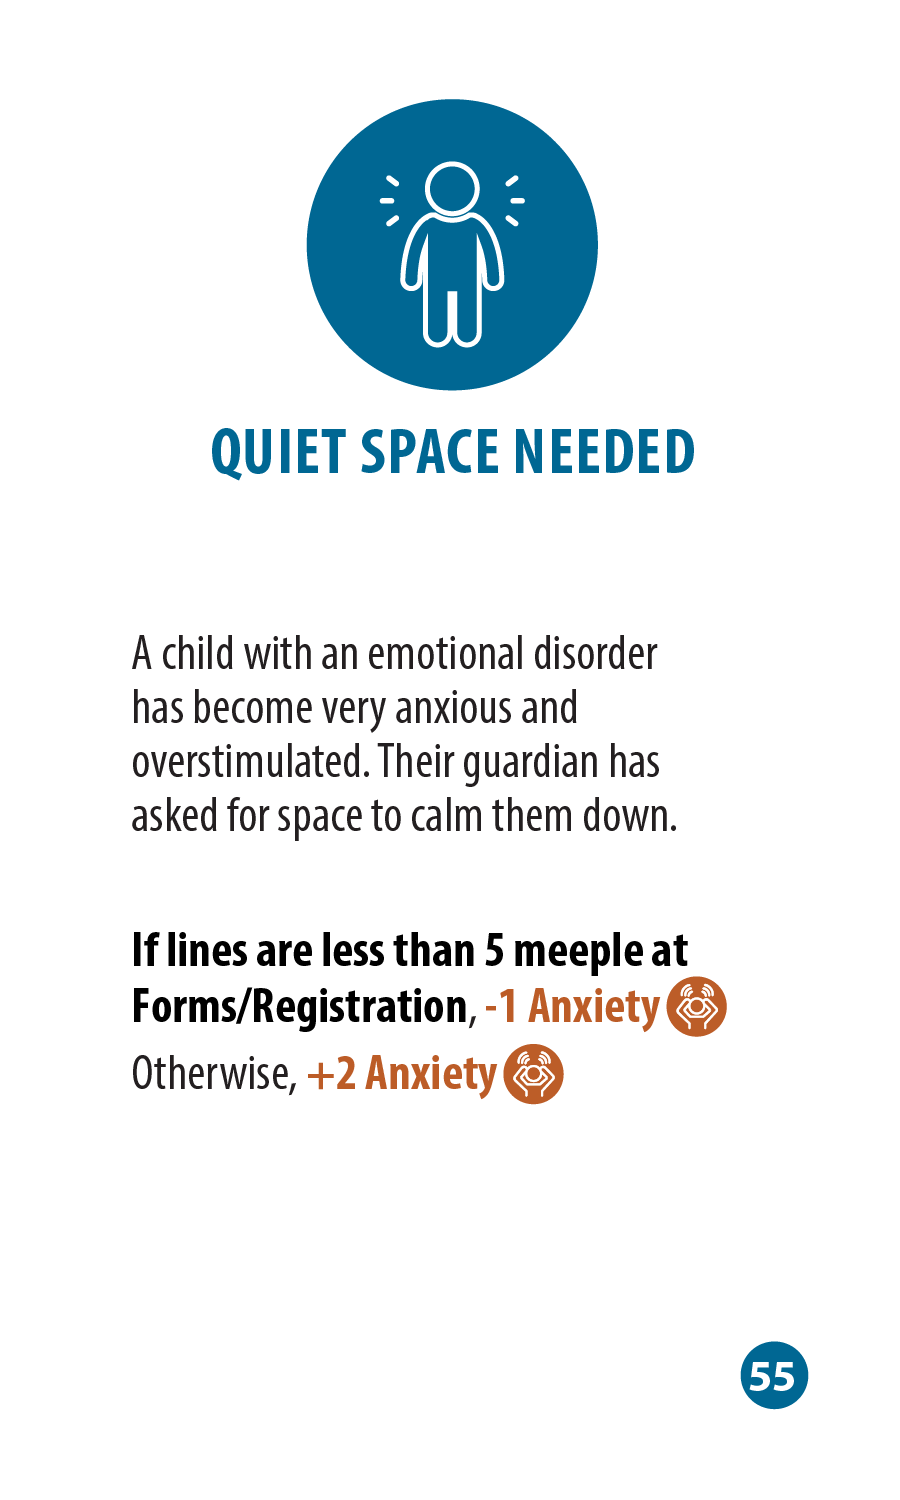 QUIET SPACE NEEDED
A child with an emotional disorder
has become very anxious and
overstimulated. Their guardian has
asked for space to calm them down.
If lines are less than 5 meeple at
Forms/Registration, -1 Anxiety
Otherwise, +2 Anxiety
55